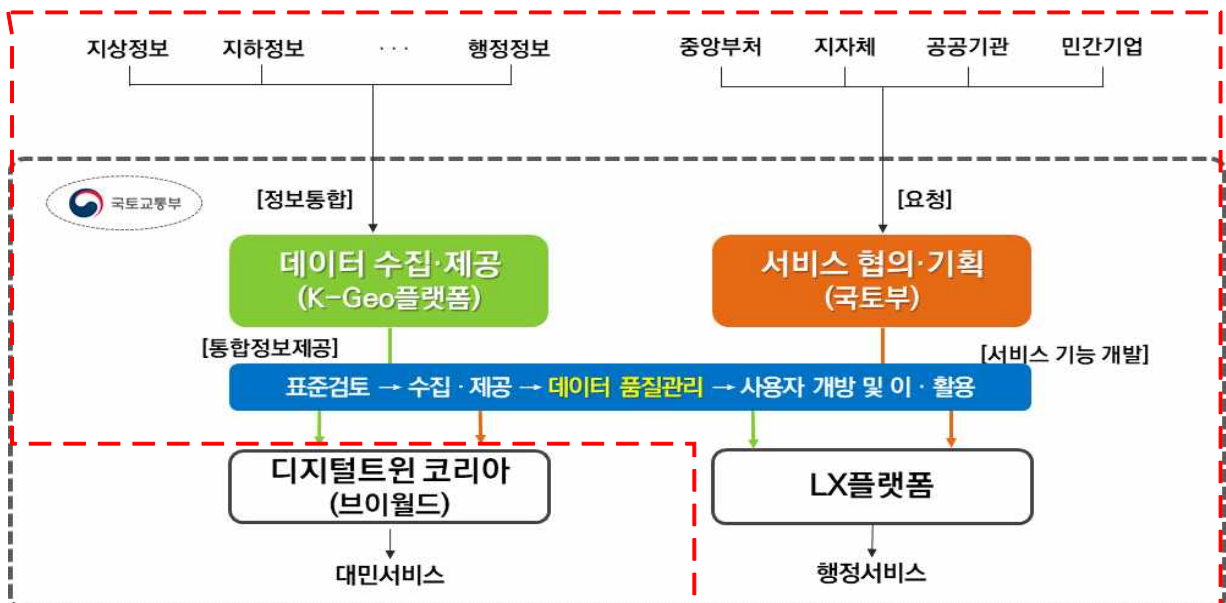 지상정보 지하정보 · · · 행정정보 중앙부처 지자체 공공기관 민간기업
국토교통부 [정보통합] [요청]
데이터 수집·제공
(K-Geo플랫폼)
서비스 협의·기획
(국토부)
[통합정보제공] [서비스 기능 개발]
표준검토 → 수집 · 제공 → 데이터 품질관리 → 사용자 개방 및 이 · 활용
디지털트윈 코리아
(브이월드)
LX플랫폼
대민서비스 행정서비스